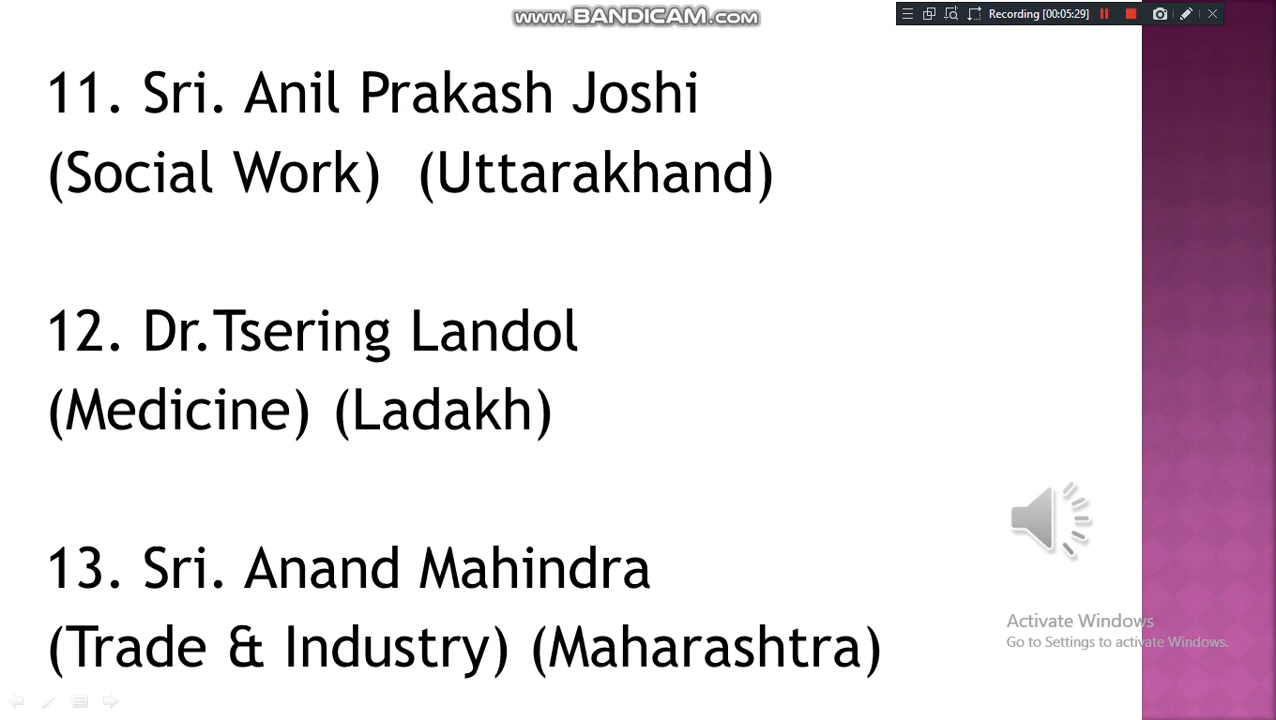 www.BANDICAM.com
Recording [00:05:29]
11. Sri. Anil Prakash Joshi
(Social Work) (Uttarakhand)
12. Dr.Tsering Landol
(Medicine) (Ladakh)
13. Sri. Anand Mahindra
(Trade & Industry) (Maharashtra)
Activate Windows
Go to Settings to activate Windows.